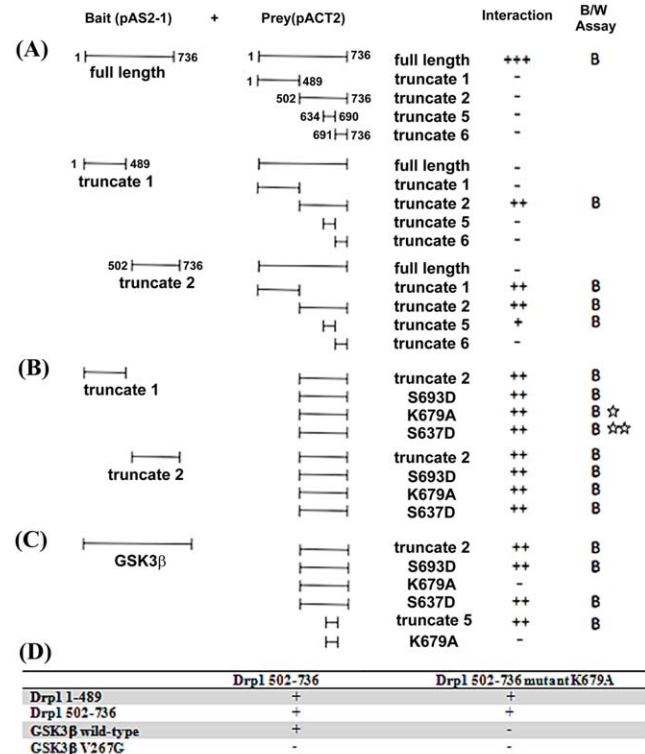 Bait (pAS2-1) + Prey(pACT2) Interaction B/W Assay
(A)
1 736 1 736 full length +++ B
full length
1 489 truncate 1 -
502 736 truncate 2 -
634 690 truncate 5 -
691 736 truncate 6 -
1 489 full length -
truncate 1
truncate 1 -
truncate 2 ++ B
truncate 5 -
truncate 6 -
502 736 full length -
truncate 2
truncate 1 ++ B
truncate 2 ++ B
truncate 5 + B
truncate 6 -
(B)
truncate 1
truncate 2 ++ B
S693D ++ B
K679A ++ B ☆
S637D ++ B ☆☆
truncate 2
truncate 2 ++ B
S693D ++ B
K679A ++ B
S637D ++ B
(C)
GSK3β
truncate 2 ++ B
S693D ++ B
K679A -
S637D ++ B
truncate 5 ++ B
K679A -
(D)
Drp1 502-736 Drp1 502-736 mutant K679A
Drp1 1-489 + +
Drp1 502-736 + +
GSK3β wild-type + -
GSK3β V267G - -